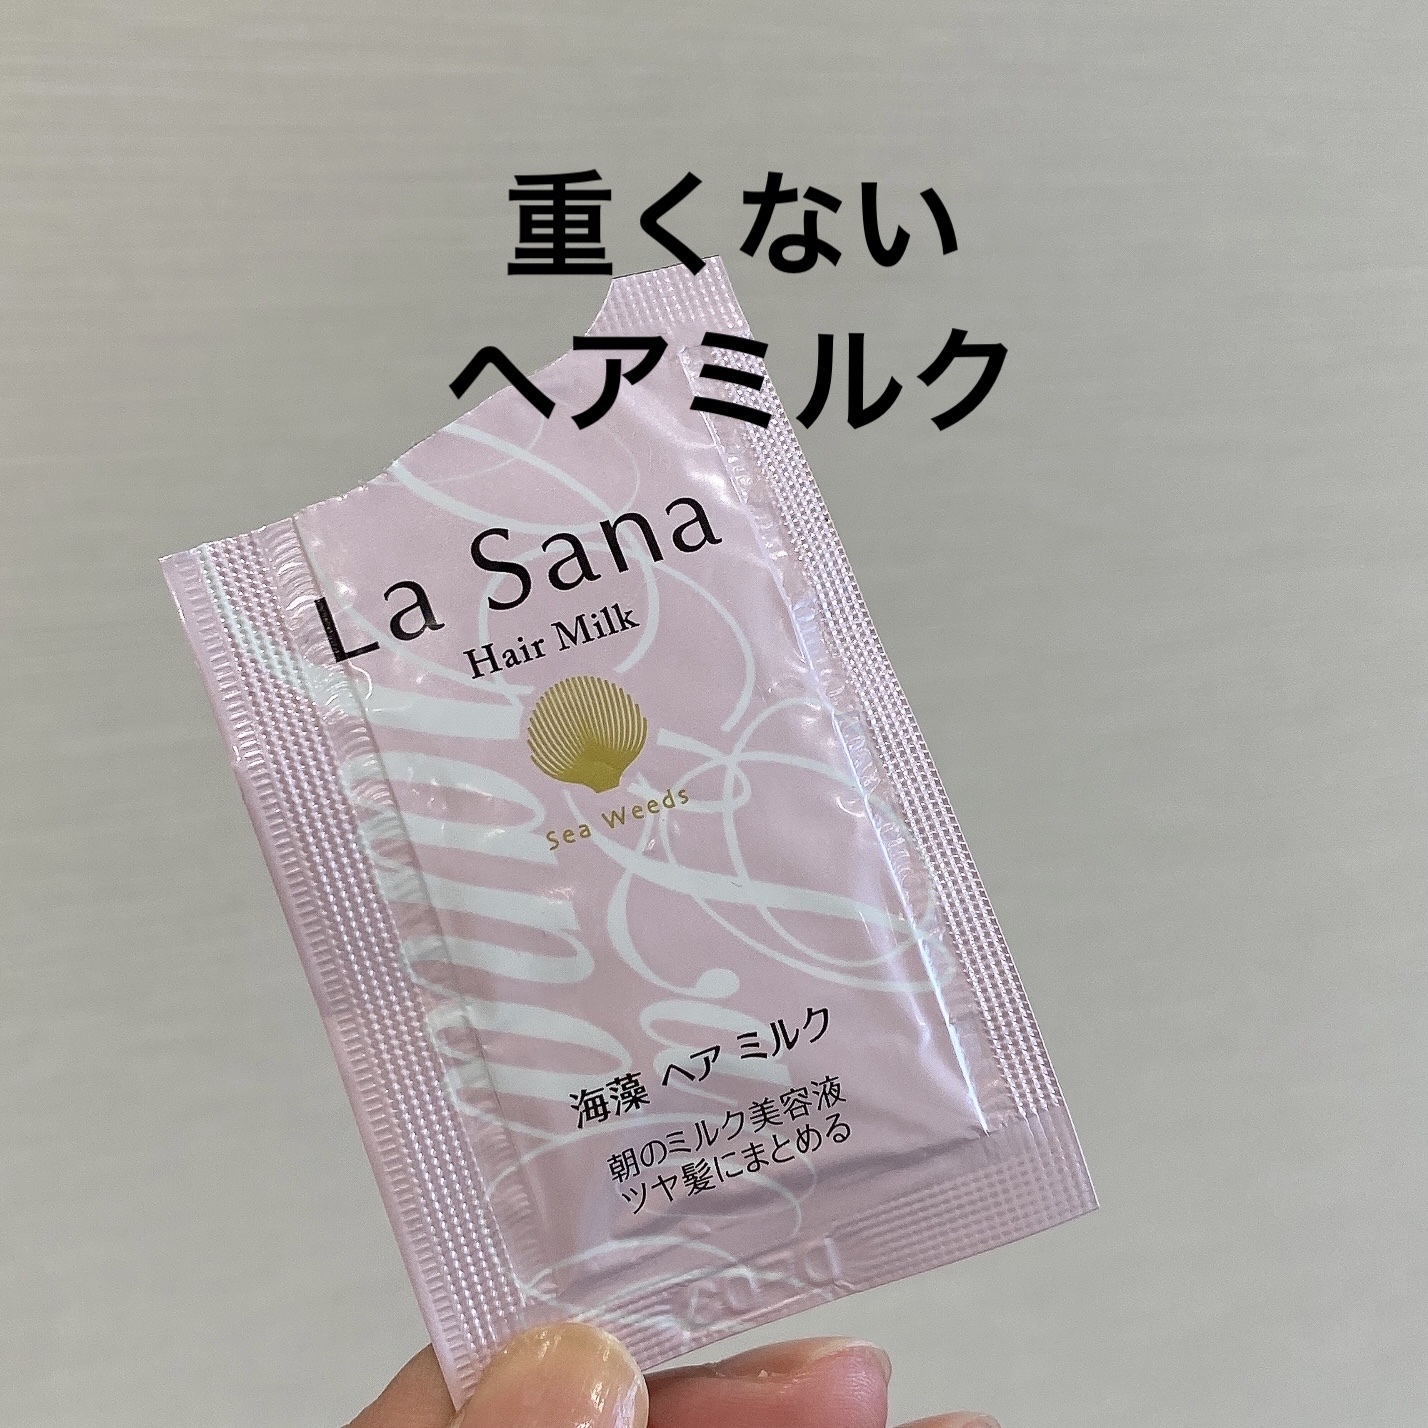 重くない
ヘアミルク
La Sana
Hair Milk
Sea Weeds
海藻 ヘア ミルク
朝のミルク美容液
ツヤ髪にまとめる